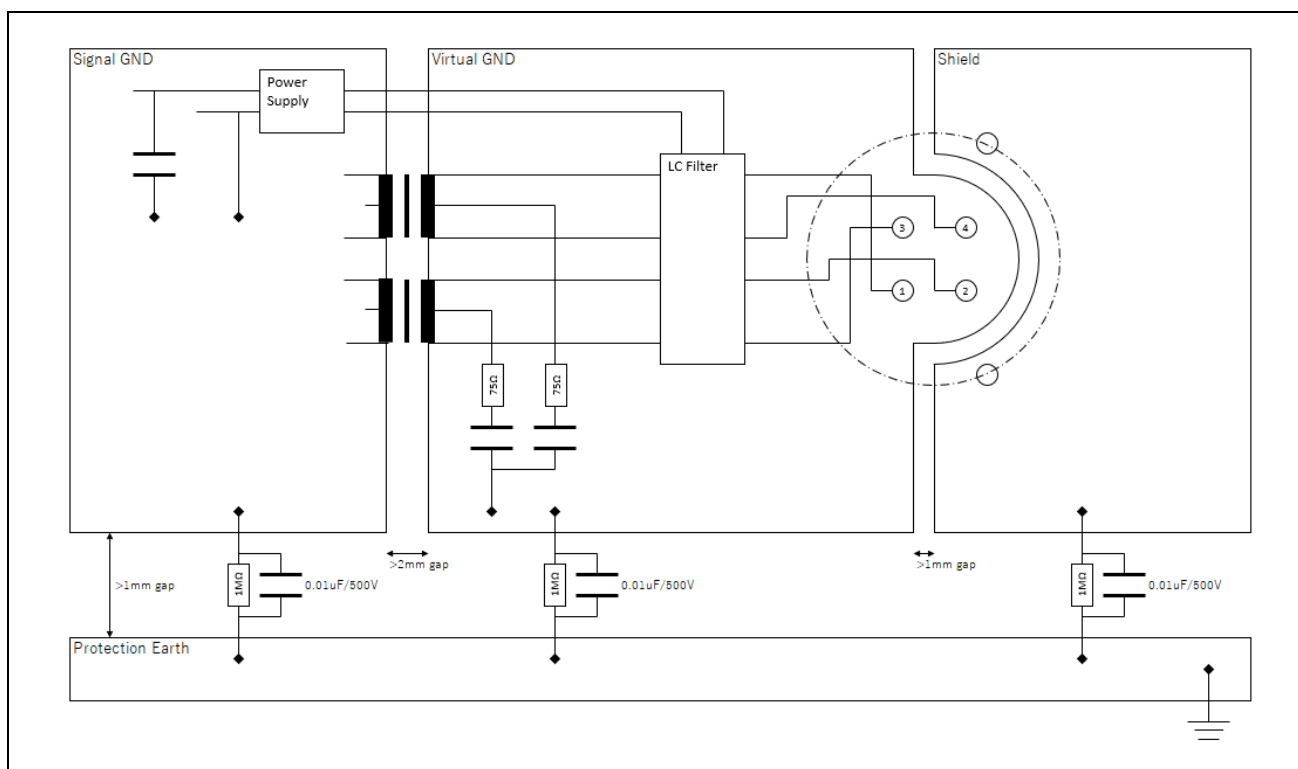 Signal GND
Virtual GND
Shield
Power
Supply
LC Filter
3
4
1
2
75Ω
75Ω
>1mm gap
1MΩ
0.01uF/500V
>2mm gap
1MΩ
0.01uF/500V
>1mm gap
1MΩ
0.01uF/500V
Protection Earth